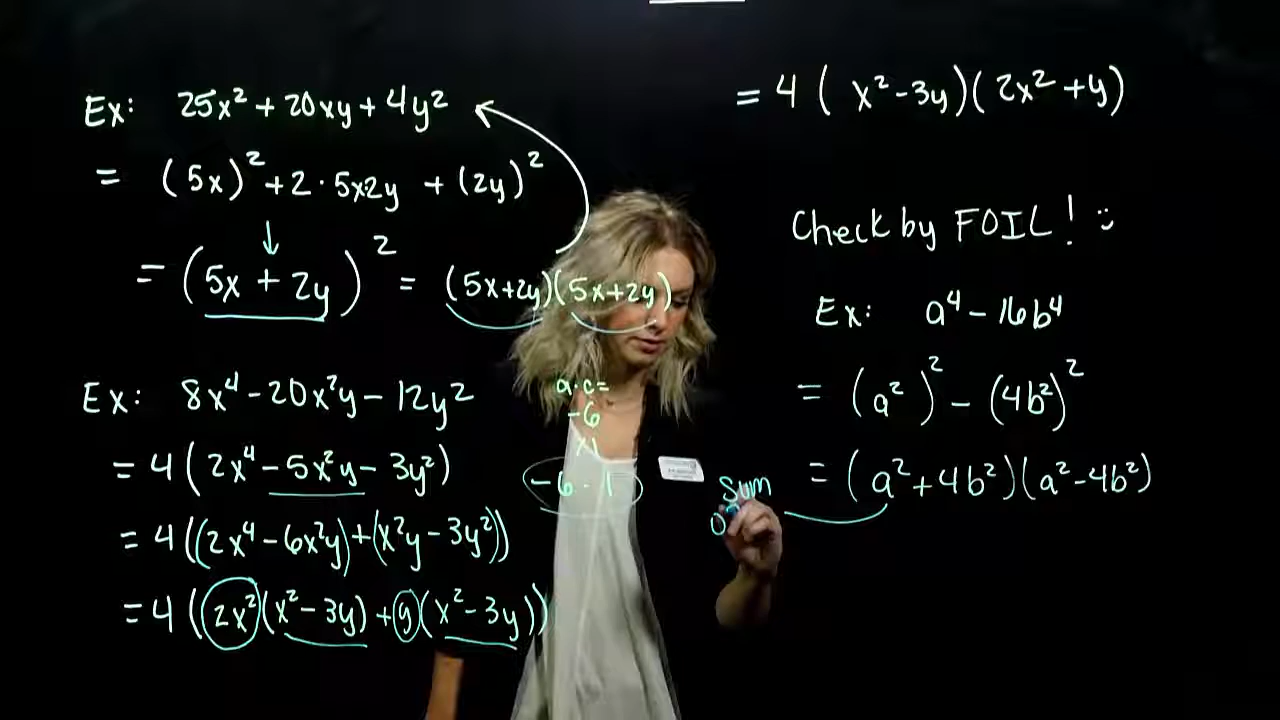 Ex: 25x² + 20xy + 4y²
= (5x)² + 2 · 5x2y + (2y)²
↓
= (5x + 2y)² = (5x+2y)(5x+2y)
Ex: 8x⁴ - 20x²y - 12y²
= 4(2x⁴ - 5x²y - 3y²)
= 4((2x⁴ - 6x²y)+(x²y - 3y²))
= 4(2x²(x² - 3y) + y(x² - 3y))
a·c=
-6
-6 · 1
= 4(x² - 3y)(2x² + y)
Check by FOIL! :)
Ex: a⁴ - 16b⁴
= (a²)² - (4b²)²
= (a² + 4b²)(a² - 4b²)
Sum